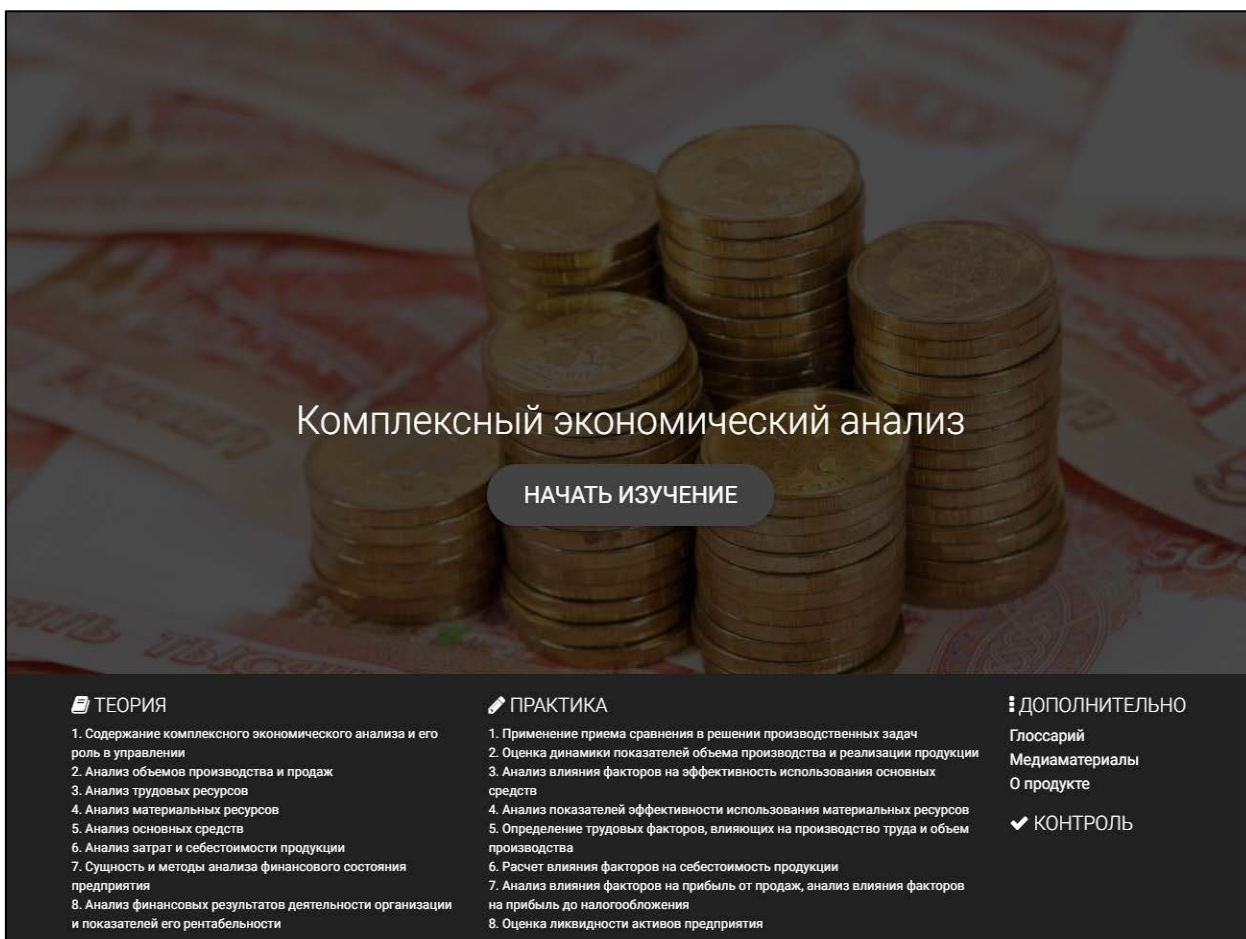 Комплексный экономический анализ
НАЧАТЬ ИЗУЧЕНИЕ
ТЕОРИЯ
1. Содержание комплексного экономического анализа и его
роль в управлении
2. Анализ объемов производства и продаж
3. Анализ трудовых ресурсов
4. Анализ материальных ресурсов
5. Анализ основных средств
6. Анализ затрат и себестоимости продукции
7. Сущность и методы анализа финансового состояния
предприятия
8. Анализ финансовых результатов деятельности организации
и показателей его рентабельности
ПРАКТИКА
1. Применение приема сравнения в решении производственных задач
2. Оценка динамики показателей объема производства и реализации продукции
3. Анализ влияния факторов на эффективность использования основных
средств
4. Анализ показателей эффективности использования материальных ресурсов
5. Определение трудовых факторов, влияющих на производство труда и объем
производства
6. Расчет влияния факторов на себестоимость продукции
7. Анализ влияния факторов на прибыль от продаж, анализ влияния факторов
на прибыль до налогообложения
8. Оценка ликвидности активов предприятия
ДОПОЛНИТЕЛЬНО
Глоссарий
Медиаматериалы
О продукте
КОНТРОЛЬ